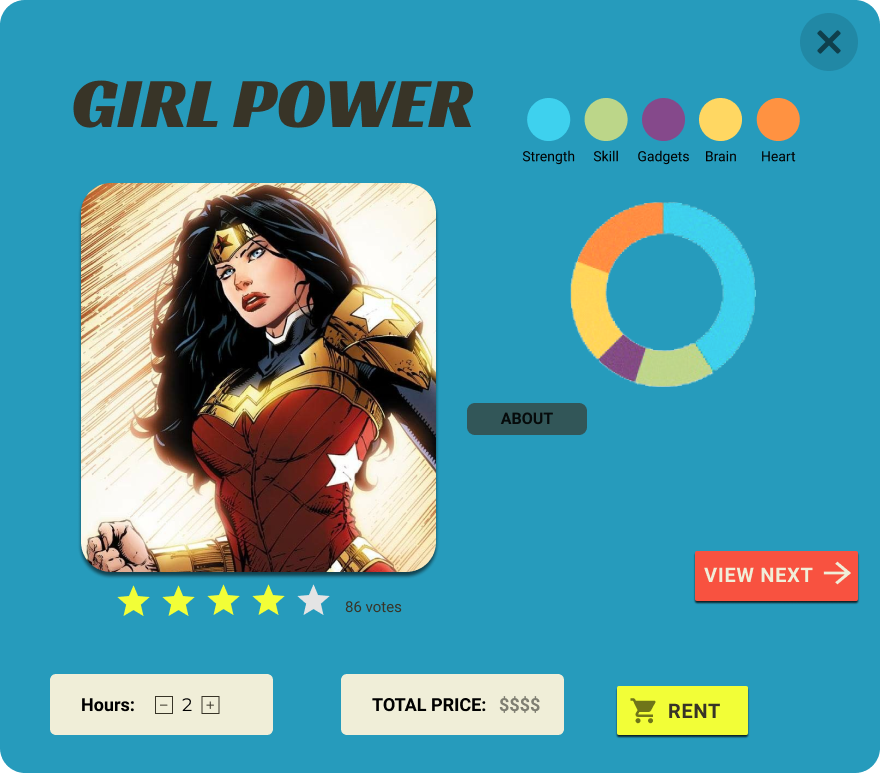 GIRL POWER
Strength Skill Gadgets Brain Heart
ABOUT
VIEW NEXT
86 votes
Hours: − 2 +
TOTAL PRICE: $$$$
RENT